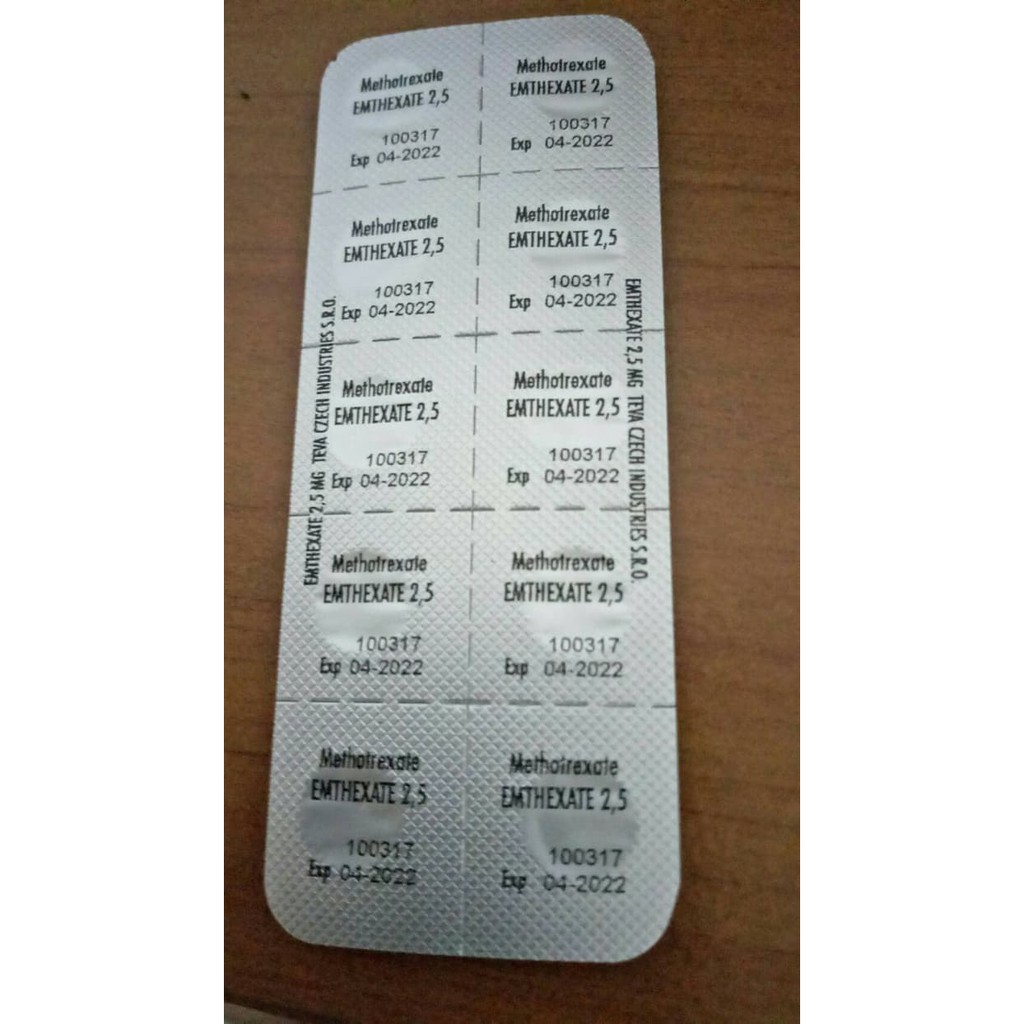 Methotrexate
EMTHEXATE 2,5
100317
Exp 04-2022
Methotrexate
EMTHEXATE 2,5
100317
Exp 04-2022
Methotrexate
EMTHEXATE 2,5
100317
Exp 04-2022
Methotrexate
EMTHEXATE 2,5
100317
Exp 04-2022
Methotrexate
EMTHEXATE 2,5
100317
Exp 04-2022
Methotrexate
EMTHEXATE 2,5
100317
Exp 04-2022
Methotrexate
EMTHEXATE 2,5
100317
Exp 04-2022
Methotrexate
EMTHEXATE 2,5
100317
Exp 04-2022
Methotrexate
EMTHEXATE 2,5
100317
Exp 04-2022
Methotrexate
EMTHEXATE 2,5
100317
Exp 04-2022
EMTHEXATE 2,5 MG TEVA CZECH INDUSTRIES S.R.O.
EMTHEXATE 2,5 MG TEVA CZECH INDUSTRIES S.R.O.